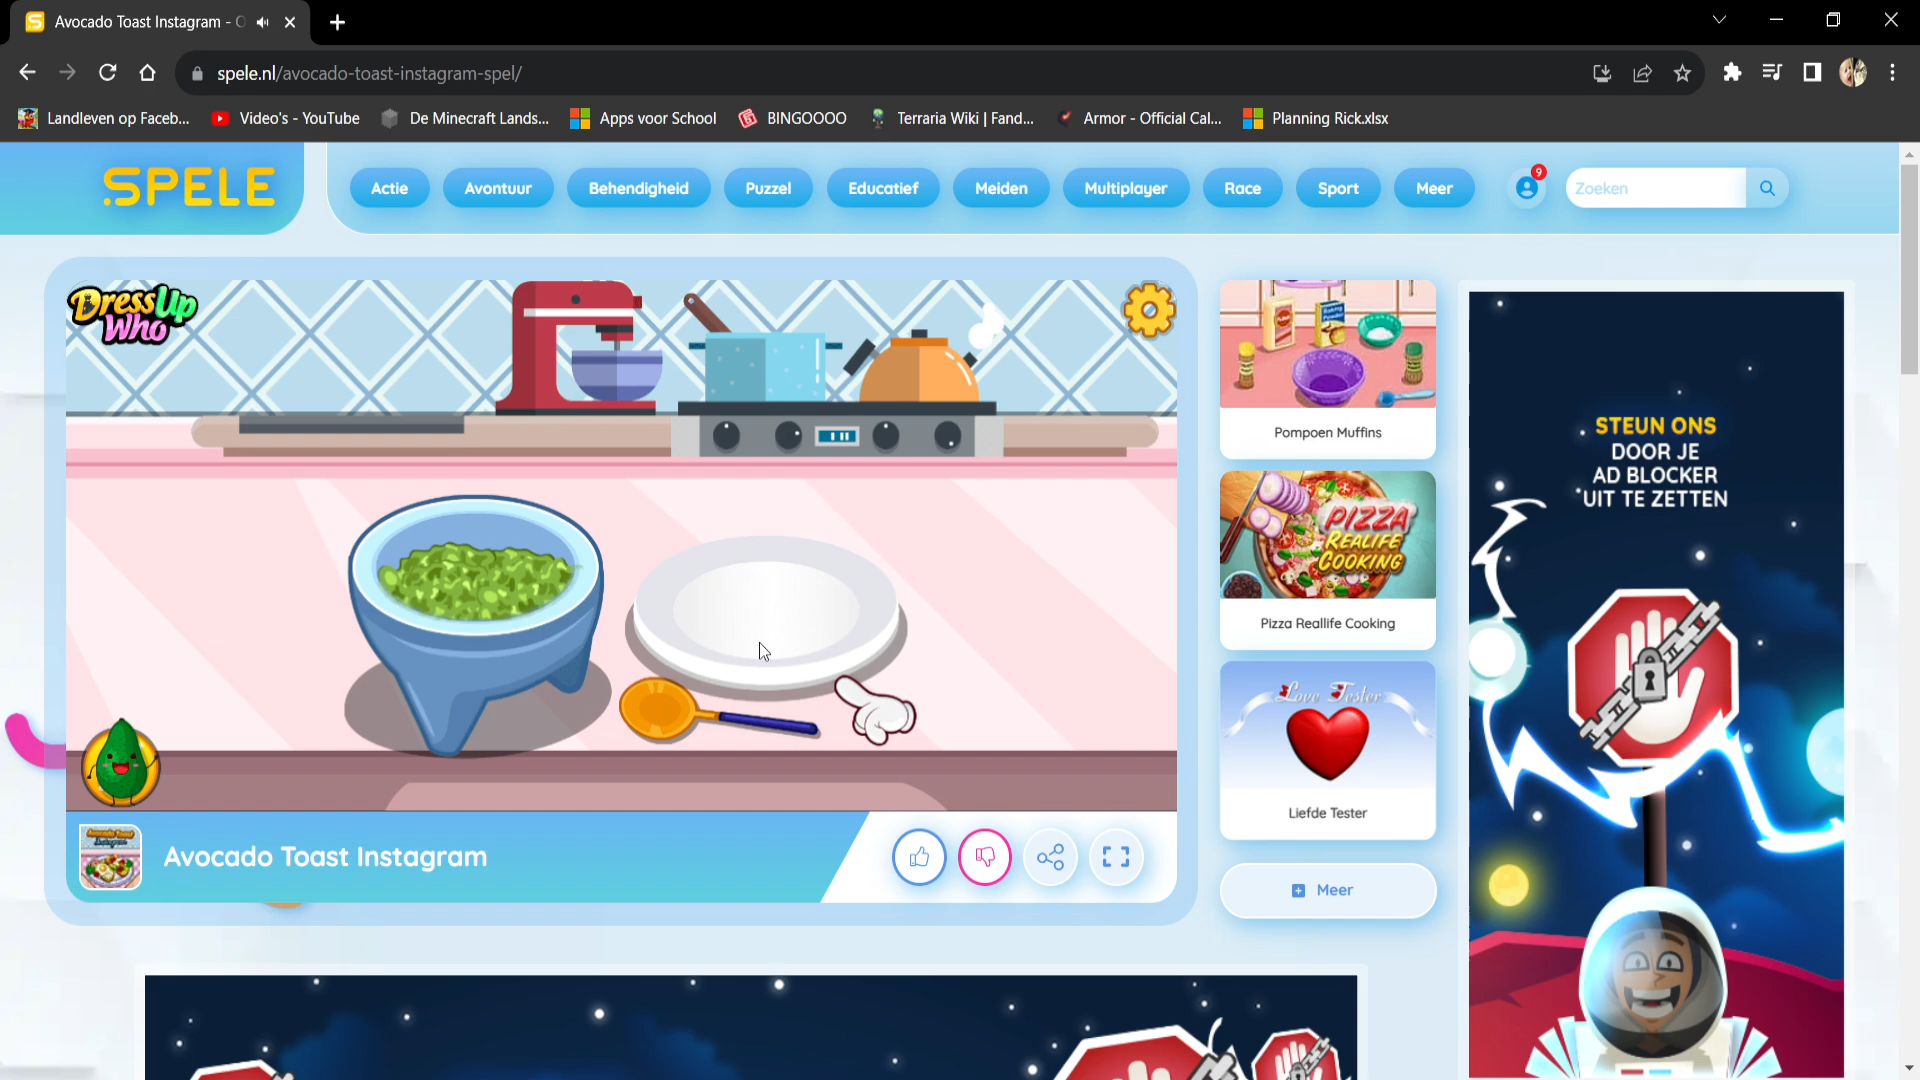 Avocado Toast Instagram -
spele.nl/avocado-toast-instagram-spel/
Landleven op Faceb...
Video's - YouTube
De Minecraft Lands...
Apps voor School
BINGOOOO
Terraria Wiki | Fand...
Armor - Official Cal...
Planning Rick.xlsx
.SPELE
Actie
Avontuur
Behendigheid
Puzzel
Educatief
Meiden
Multiplayer
Race
Sport
Meer
9
Zoeken
DressUp
Who
Pompoen Muffins
PIZZA
REALIFE
COOKING
Pizza Reallife Cooking
Love Tester
Liefde Tester
Meer
STEUN ONS
DOOR JE
AD BLOCKER
UIT TE ZETTEN
Avocado Toast Instagram